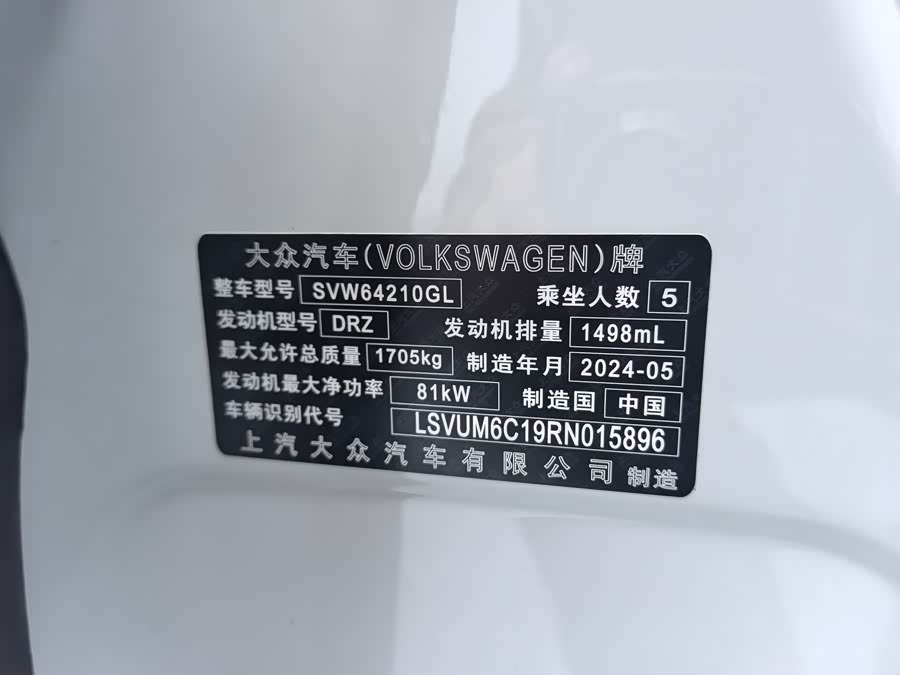 大众汽车(VOLKSWAGEN)牌
整车型号 SVW64210GL 乘坐人数 5
发动机型号 DRZ 发动机排量 1498mL
最大允许总质量 1705kg 制造年月 2024-05
发动机最大净功率 81kW 制造国 中国
车辆识别代号 LSVUM6C19RN015896
上汽大众汽车有限公司 制造